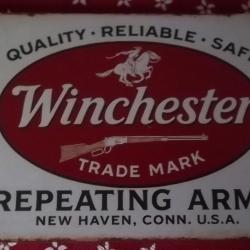 QUALITY · RELIABLE · SAF
Winchester
TRADE MARK
REPEATING ARM
NEW HAVEN, CONN. U.S.A.